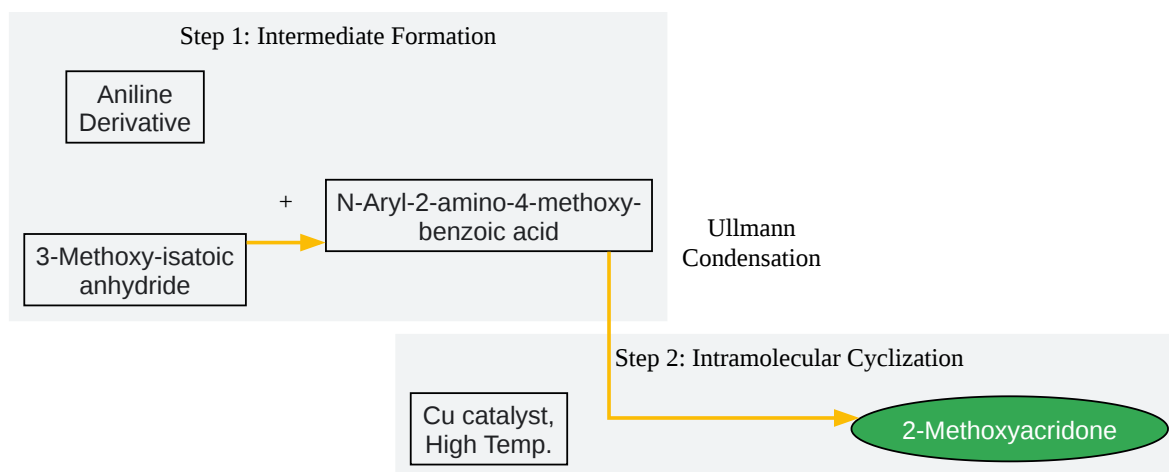 Step 1: Intermediate Formation
Aniline
Derivative
+
N-Aryl-2-amino-4-methoxy-
benzoic acid
3-Methoxy-isatoic
anhydride
Ullmann
Condensation
Step 2: Intramolecular Cyclization
Cu catalyst,
High Temp.
2-Methoxyacridone